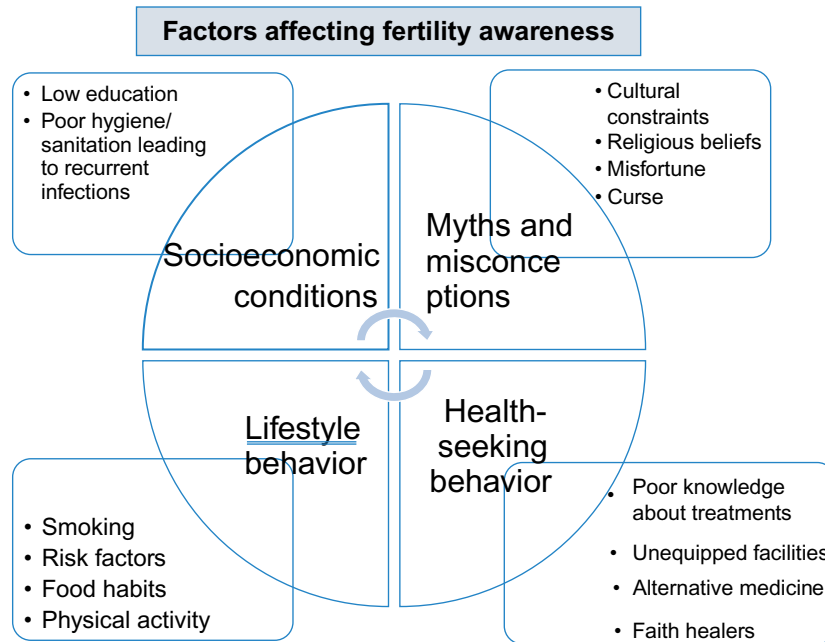 Factors affecting fertility awareness
• Low education
• Poor hygiene/
sanitation leading
to recurrent
infections
• Cultural
constraints
• Religious beliefs
• Misfortune
• Curse
Socioeconomic
conditions
Myths and
misconce
ptions
Lifestyle
behavior
Health-
seeking
behavior
• Smoking
• Risk factors
• Food habits
• Physical activity
• Poor knowledge
about treatments
• Unequipped facilities
• Alternative medicine
• Faith healers